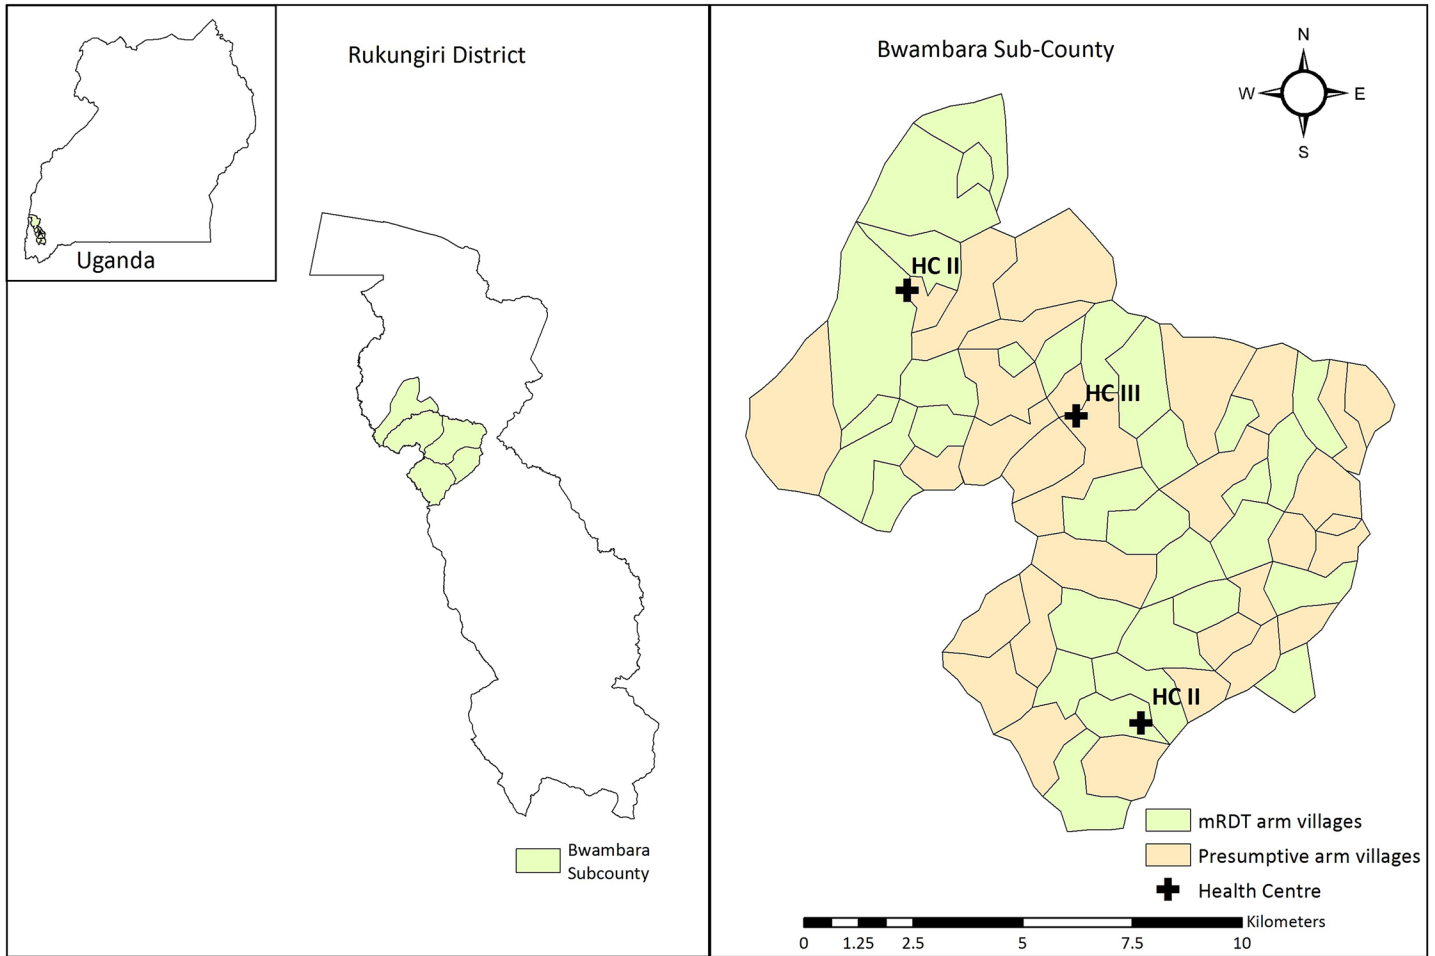 Rukungiri District
Uganda
Bwambara
Subcounty
Bwambara Sub-County
N
W
E
S
HC II
HC III
HC II
mRDT arm villages
Presumptive arm villages
Health Centre
Kilometers
0 1.25 2.5 5 7.5 10